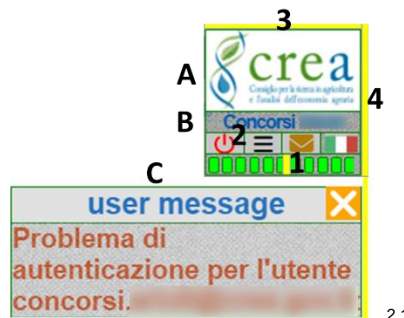 3
A
crea
Consiglio per la ricerca in agricoltura
e l'analisi dell'economia agraria
4
B
Concorsi
2
1
C
user message
Problema di
autenticazione per l'utente
concorsi.